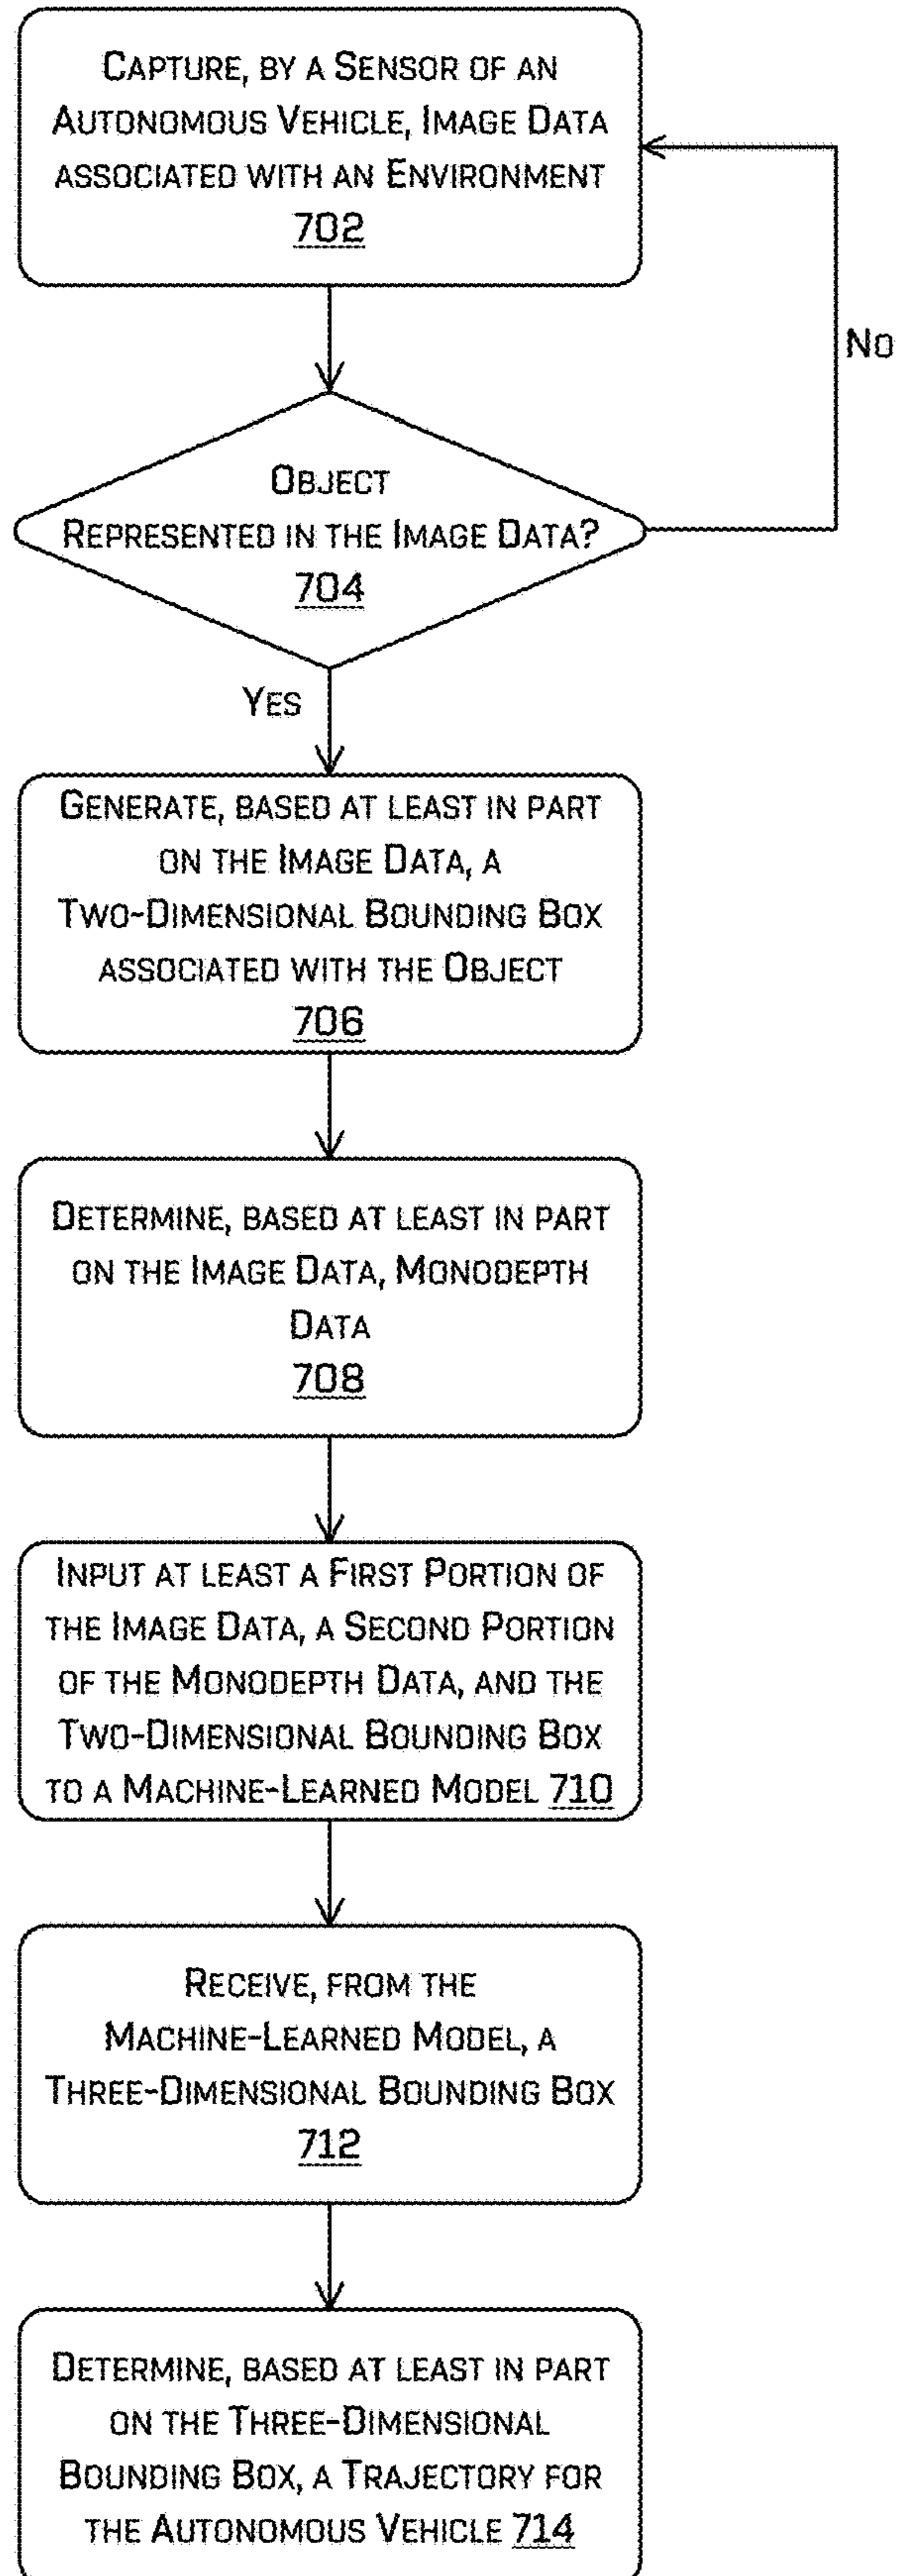 Capture, by a Sensor of an
Autonomous Vehicle, Image Data
associated with an Environment
702
No
Object
Represented in the Image Data?
704
Yes
Generate, based at least in part
on the Image Data, a
Two-Dimensional Bounding Box
associated with the Object
706
Determine, based at least in part
on the Image Data, Monodepth
Data
708
Input at least a First Portion of
the Image Data, a Second Portion
of the Monodepth Data, and the
Two-Dimensional Bounding Box
to a Machine-Learned Model 710
Receive, from the
Machine-Learned Model, a
Three-Dimensional Bounding Box
712
Determine, based at least in part
on the Three-Dimensional
Bounding Box, a Trajectory for
the Autonomous Vehicle 714